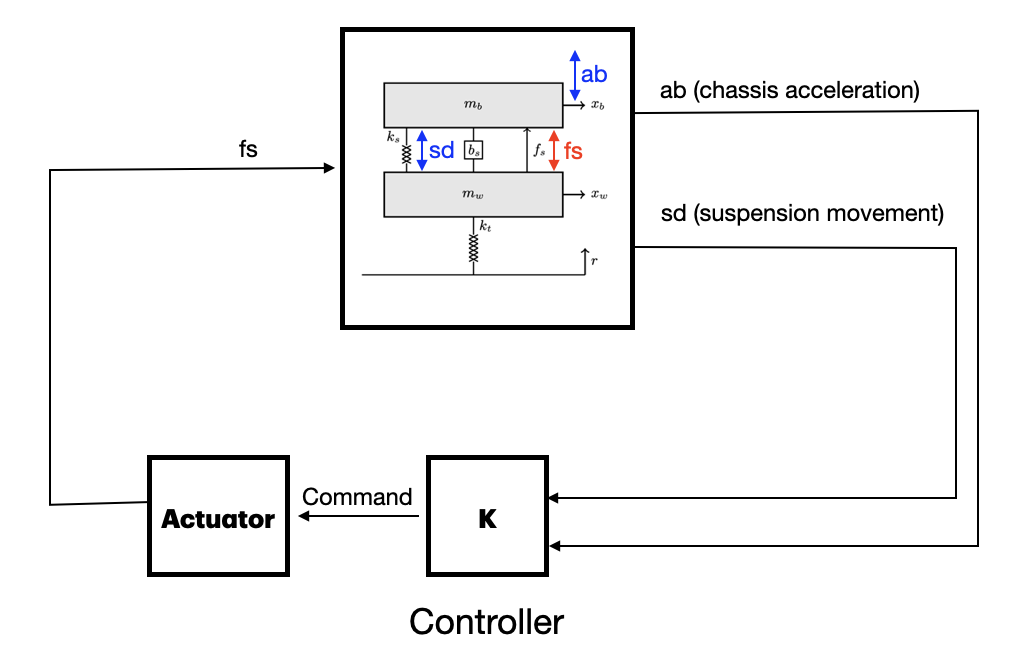 ab
ab (chassis acceleration)
m_b
x_b
fs
k_s
sd
b_s
f_s
fs
m_w
x_w
sd (suspension movement)
k_t
r
Command
Actuator
K
Controller